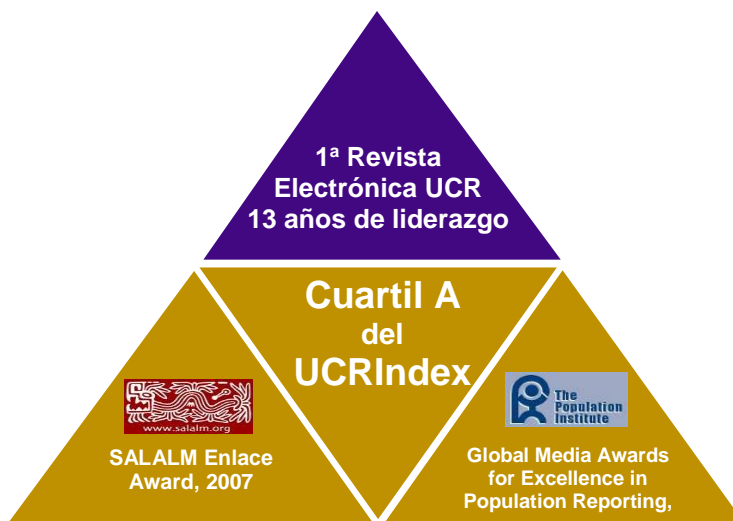 1ª Revista
Electrónica UCR
13 años de liderazgo
Cuartil A
del
UCRIndex
www.salalm.org
SALALM Enlace
Award, 2007
The
Population
Institute
Global Media Awards
for Excellence in
Population Reporting,